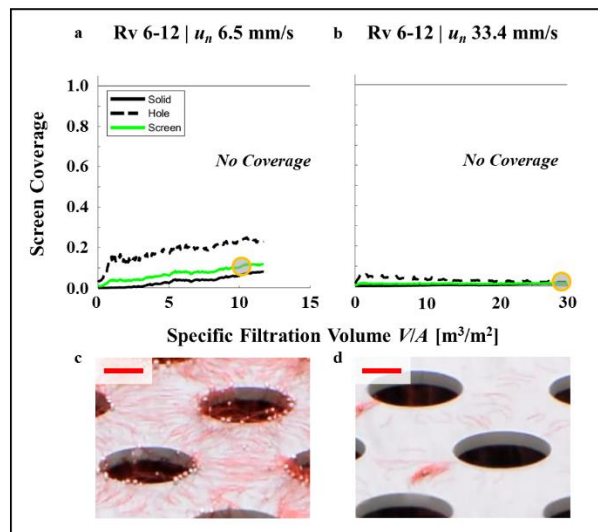 a Rv 6-12 | uₙ 6.5 mm/s b Rv 6-12 | uₙ 33.4 mm/s
Screen Coverage
1.0
0.8
0.6
0.4
0.2
0
Solid
Hole
Screen
No Coverage
No Coverage
0 5 10 15
0 10 20 30
Specific Filtration Volume V/A [m³/m²]
c d